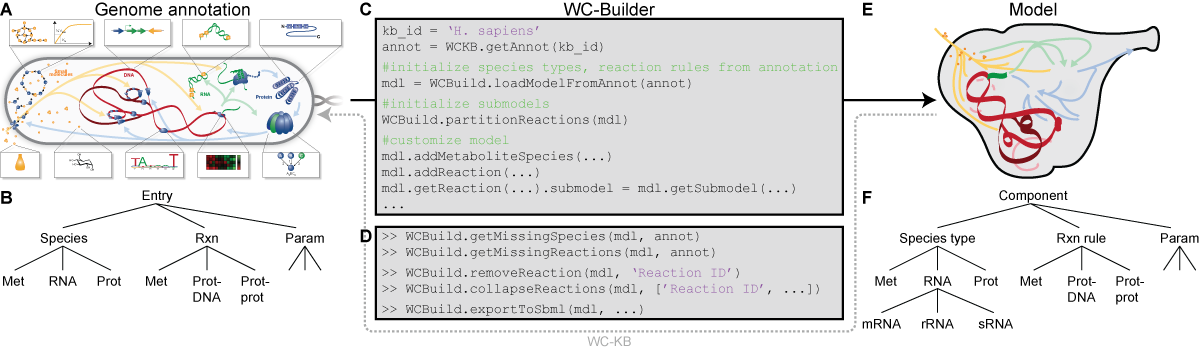 A Genome annotation
DNA
RNA
Protein
TA T
N
C
B
Entry
Species Rxn Param
Met RNA Prot Met Prot-DNA Prot-prot
C WC-Builder
kb_id = ‘H. sapiens’
annot = WCKB.getAnnot(kb_id)
#initialize species types, reaction rules from annotation
mdl = WCBuild.loadModelFromAnnot(annot)
#initialize submodels
WCBuild.partitionReactions(mdl)
#customize model
mdl.addMetaboliteSpecies(...)
mdl.addReaction(...)
mdl.getReaction(...).submodel = mdl.getSubmodel(...)
...
D
>> WCBuild.getMissingSpecies(mdl, annot)
>> WCBuild.getMissingReactions(mdl, annot)
>> WCBuild.removeReaction(mdl, ‘Reaction ID’)
>> WCBuild.collapseReactions(mdl, [’Reaction ID’, ...])
>> WCBuild.exportToSbml(mdl, ...)
WC-KB
E Model
F
Component
Species type Rxn rule Param
Met RNA Prot Met Prot-DNA Prot-prot
mRNA rRNA sRNA